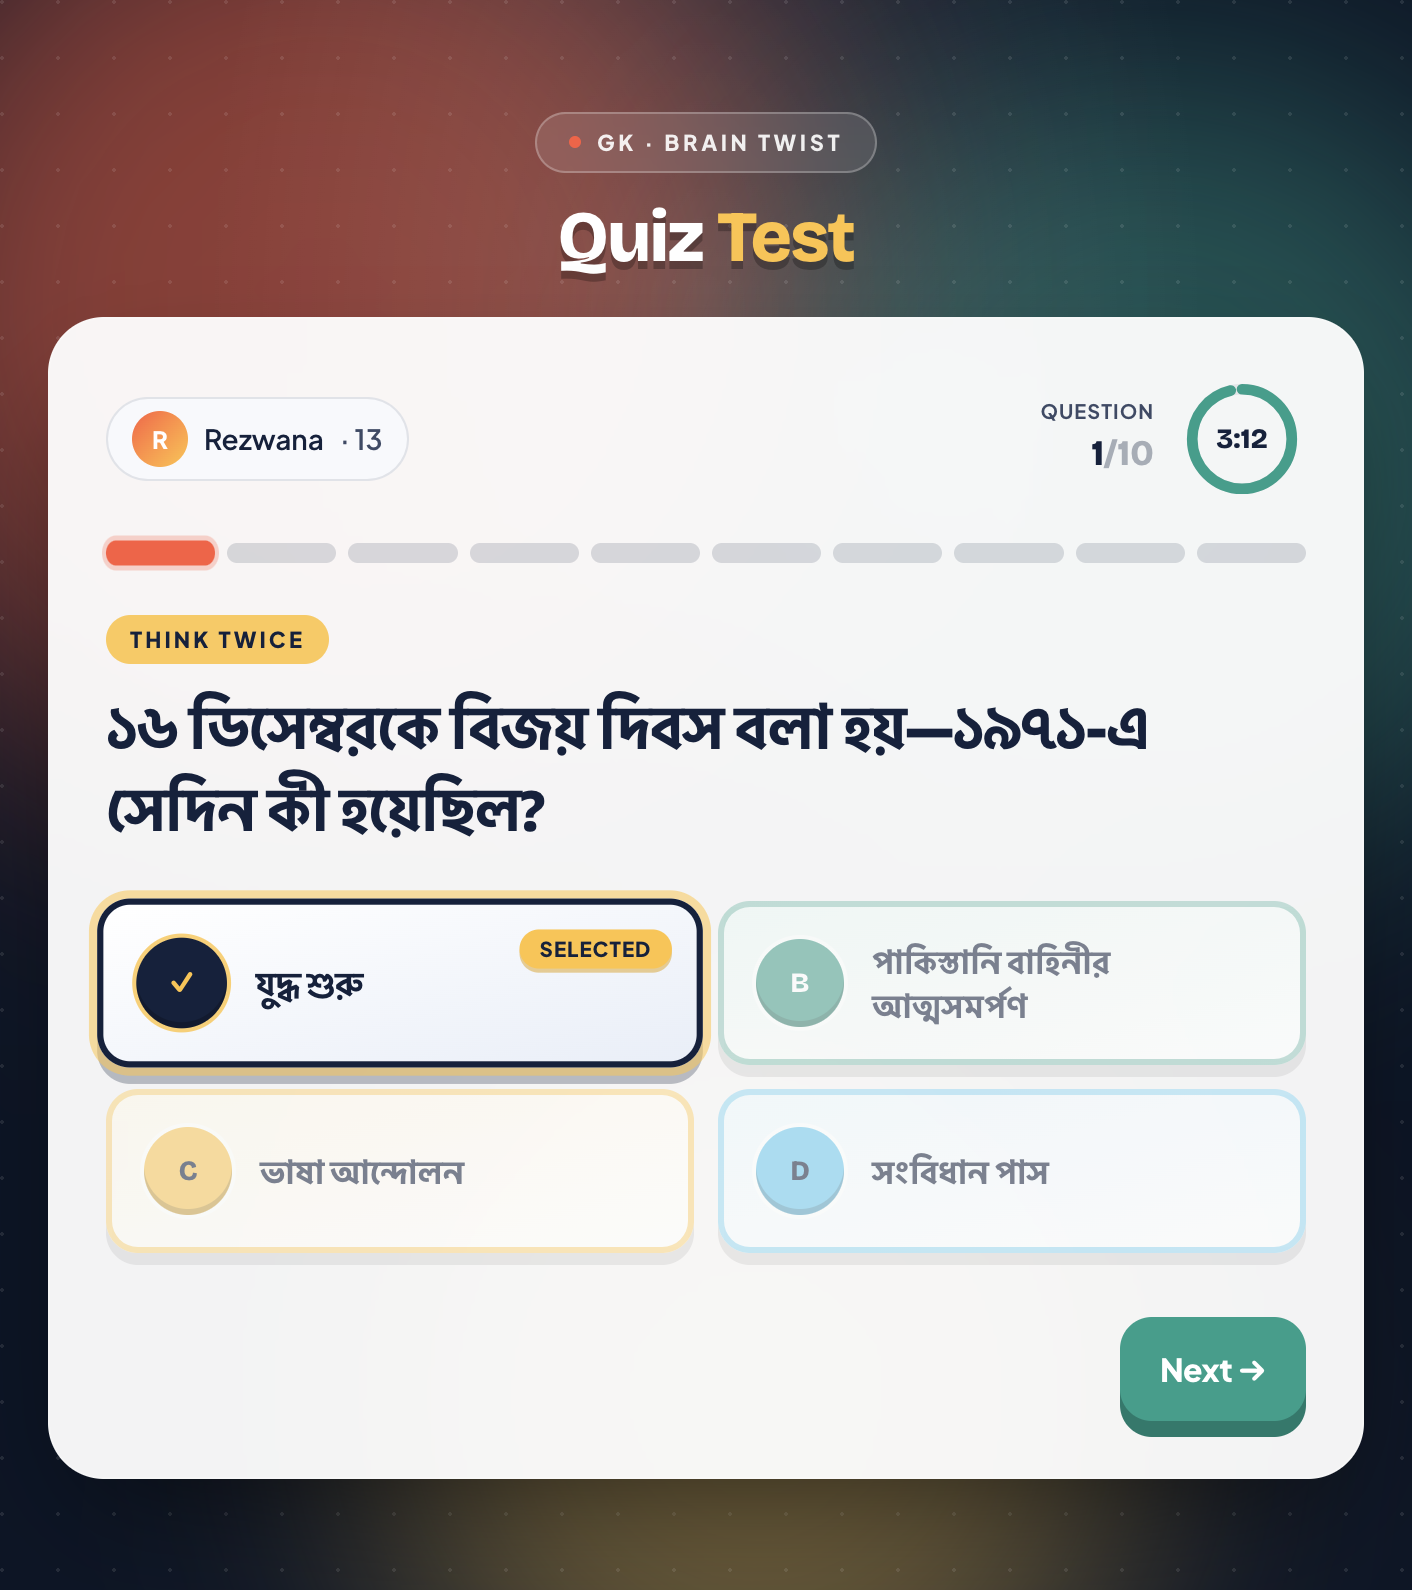 GK · BRAIN TWIST
Quiz Test
R Rezwana · 13
QUESTION
1/10
3:12
THINK TWICE
১৬ ডিসেম্বরকে বিজয় দিবস বলা হয়—১৯৭১-এ
সেদিন কী হয়েছিল?
SELECTED
যুদ্ধ শুরু
B পাকিস্তানি বাহিনীর
আত্মসমর্পণ
C ভাষা আন্দোলন
D সংবিধান পাস
Next →